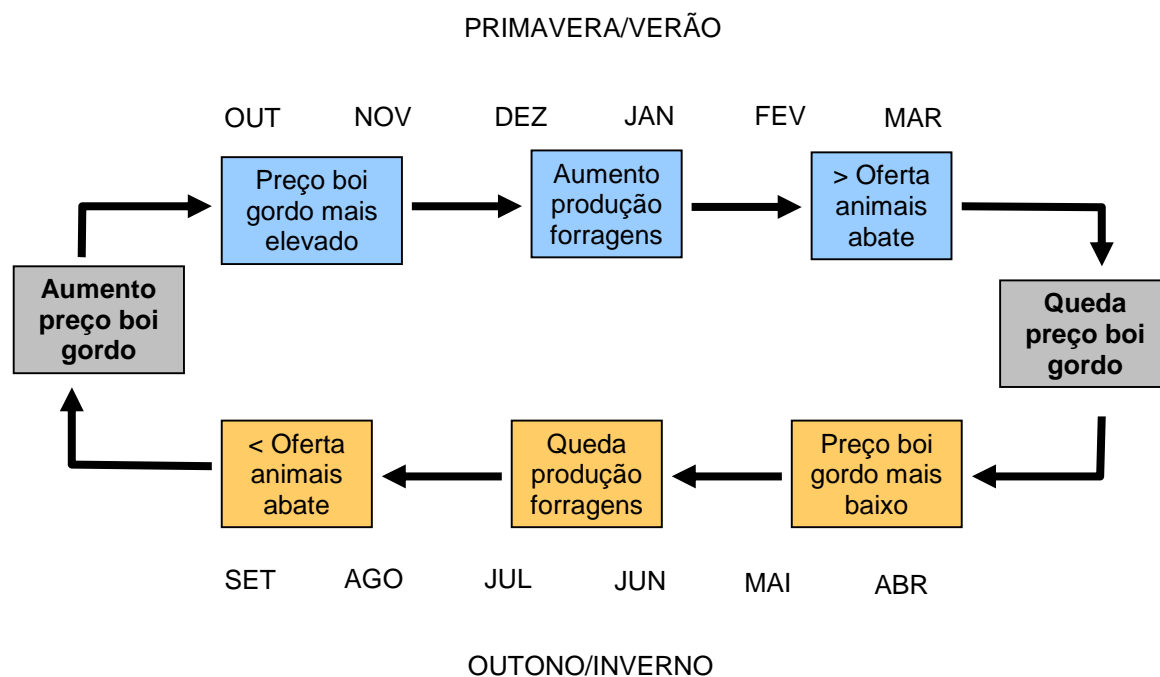 PRIMAVERA/VERÃO
OUT NOV DEZ JAN FEV MAR
Preço boi
gordo mais
elevado
Aumento
produção
forragens
> Oferta
animais
abate
Aumento
preço boi
gordo
Queda
preço boi
gordo
< Oferta
animais
abate
Queda
produção
forragens
Preço boi
gordo mais
baixo
SET AGO JUL JUN MAI ABR
OUTONO/INVERNO